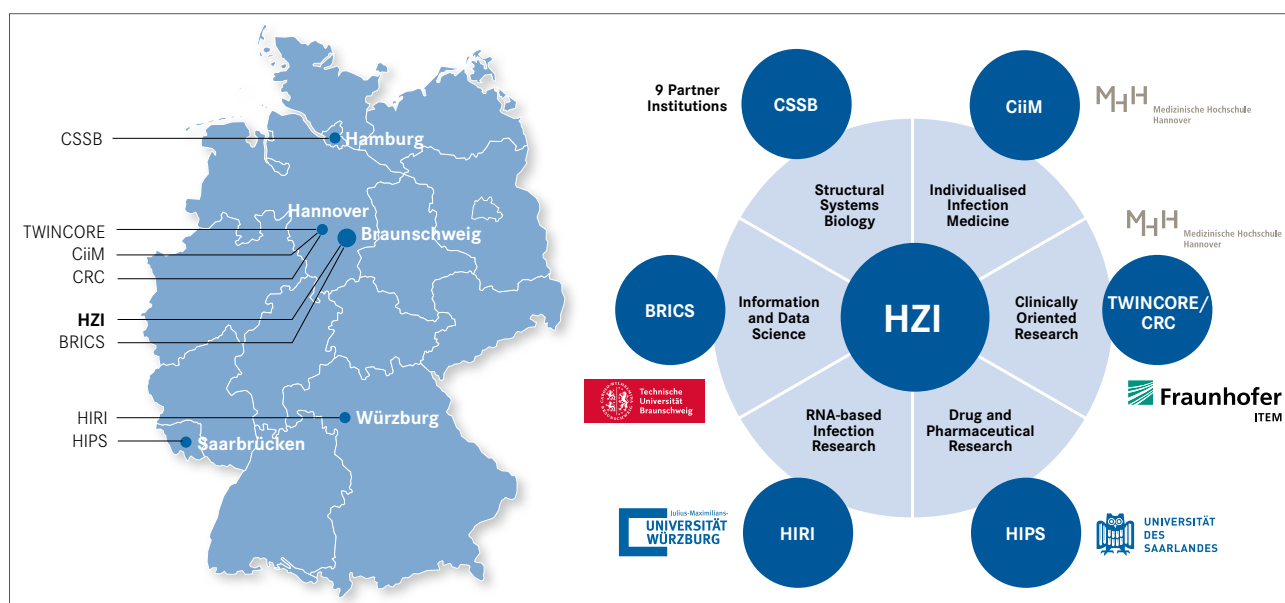 CSSB
Hamburg
Hannover
TWINCORE
Braunschweig
CiiM
CRC
HZI
BRICS
HIRI
Würzburg
HIPS
Saarbrücken
9 Partner
Institutions
CSSB
CiiM
MHH
Medizinische Hochschule
Hannover
Structural
Systems
Biology
Individualised
Infection
Medicine
MHH
Medizinische Hochschule
Hannover
BRICS
Information
and Data
Science
HZI
Clinically
Oriented
Research
TWINCORE/
CRC
Technische
Universität
Braunschweig
Fraunhofer
ITEM
RNA-based
Infection
Research
Drug and
Pharmaceutical
Research
Julius-Maximilians-
UNIVERSITÄT
WÜRZBURG
HIRI
HIPS
UNIVERSITÄT
DES
SAARLANDES